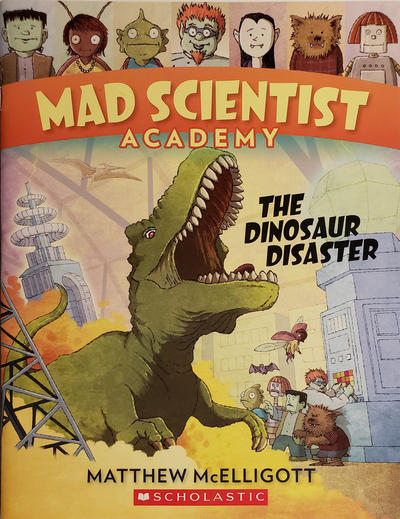 MAD SCIENTIST
ACADEMY
THE
DINOSAUR
DISASTER
MATTHEW McELLIGOTT
SCHOLASTIC